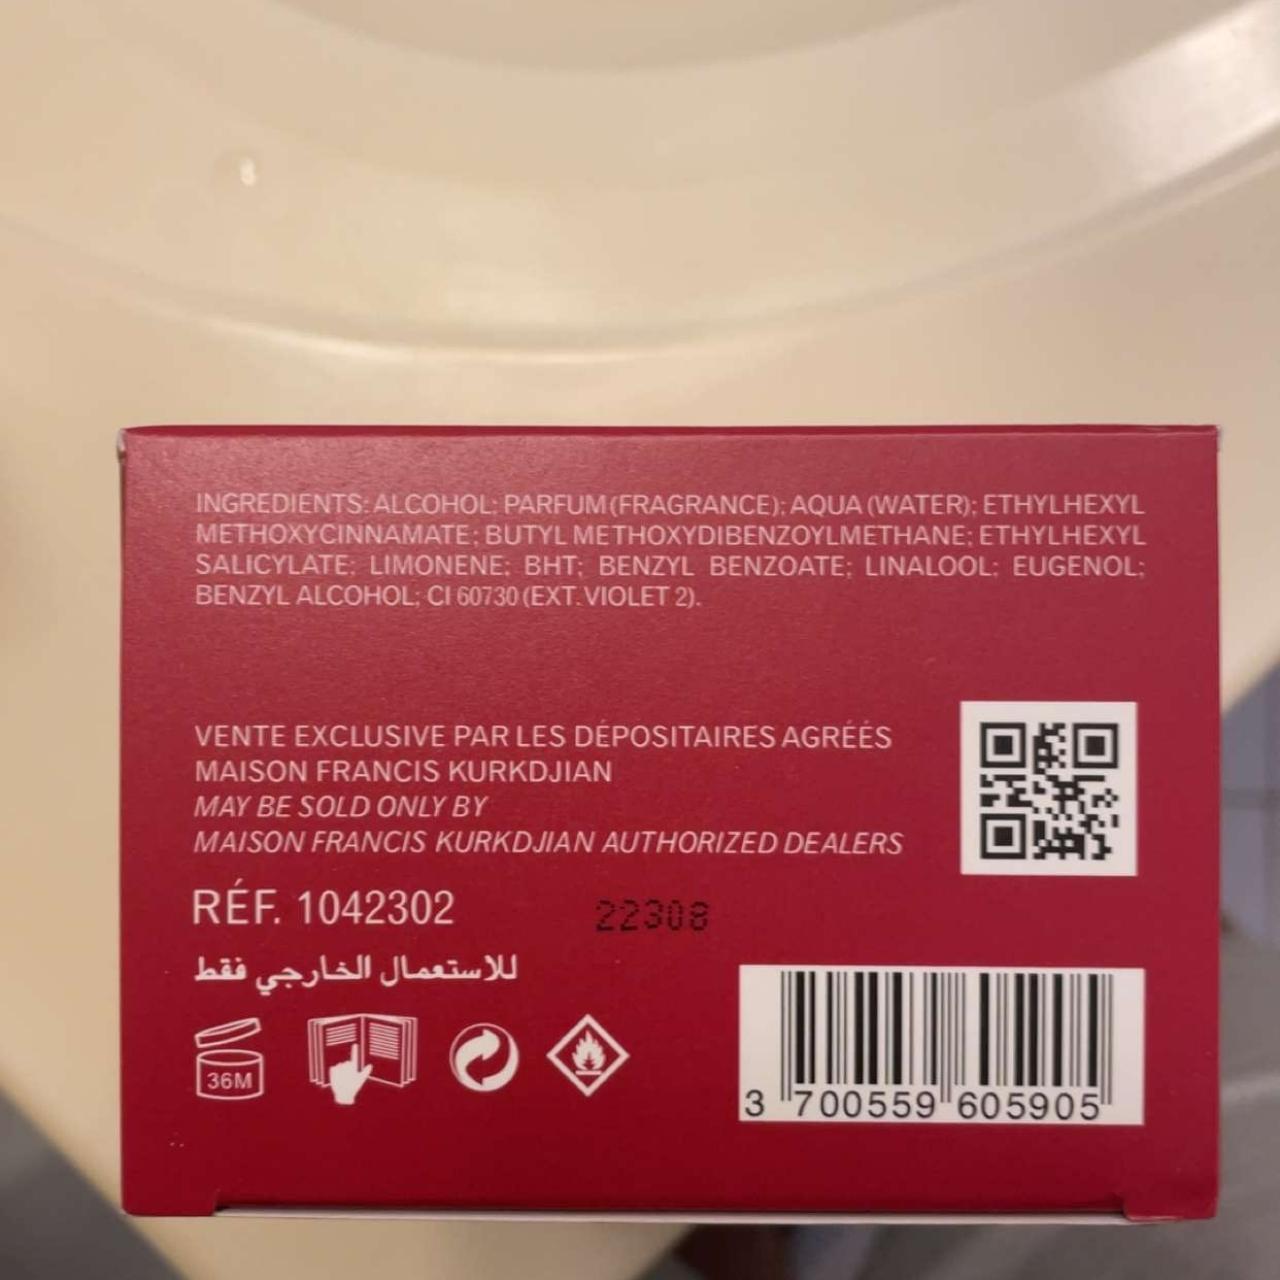 INGREDIENTS: ALCOHOL; PARFUM (FRAGRANCE); AQUA (WATER); ETHYLHEXYL
METHOXYCINNAMATE; BUTYL METHOXYDIBENZOYLMETHANE; ETHYLHEXYL
SALICYLATE; LIMONENE; BHT; BENZYL BENZOATE; LINALOOL; EUGENOL;
BENZYL ALCOHOL; CI 60730 (EXT. VIOLET 2).
VENTE EXCLUSIVE PAR LES DÉPOSITAIRES AGRÉÉS
MAISON FRANCIS KURKDJIAN
MAY BE SOLD ONLY BY
MAISON FRANCIS KURKDJIAN AUTHORIZED DEALERS
RÉF. 1042302
22308
للاستعمال الخارجي فقط
36M
3 700559 605905